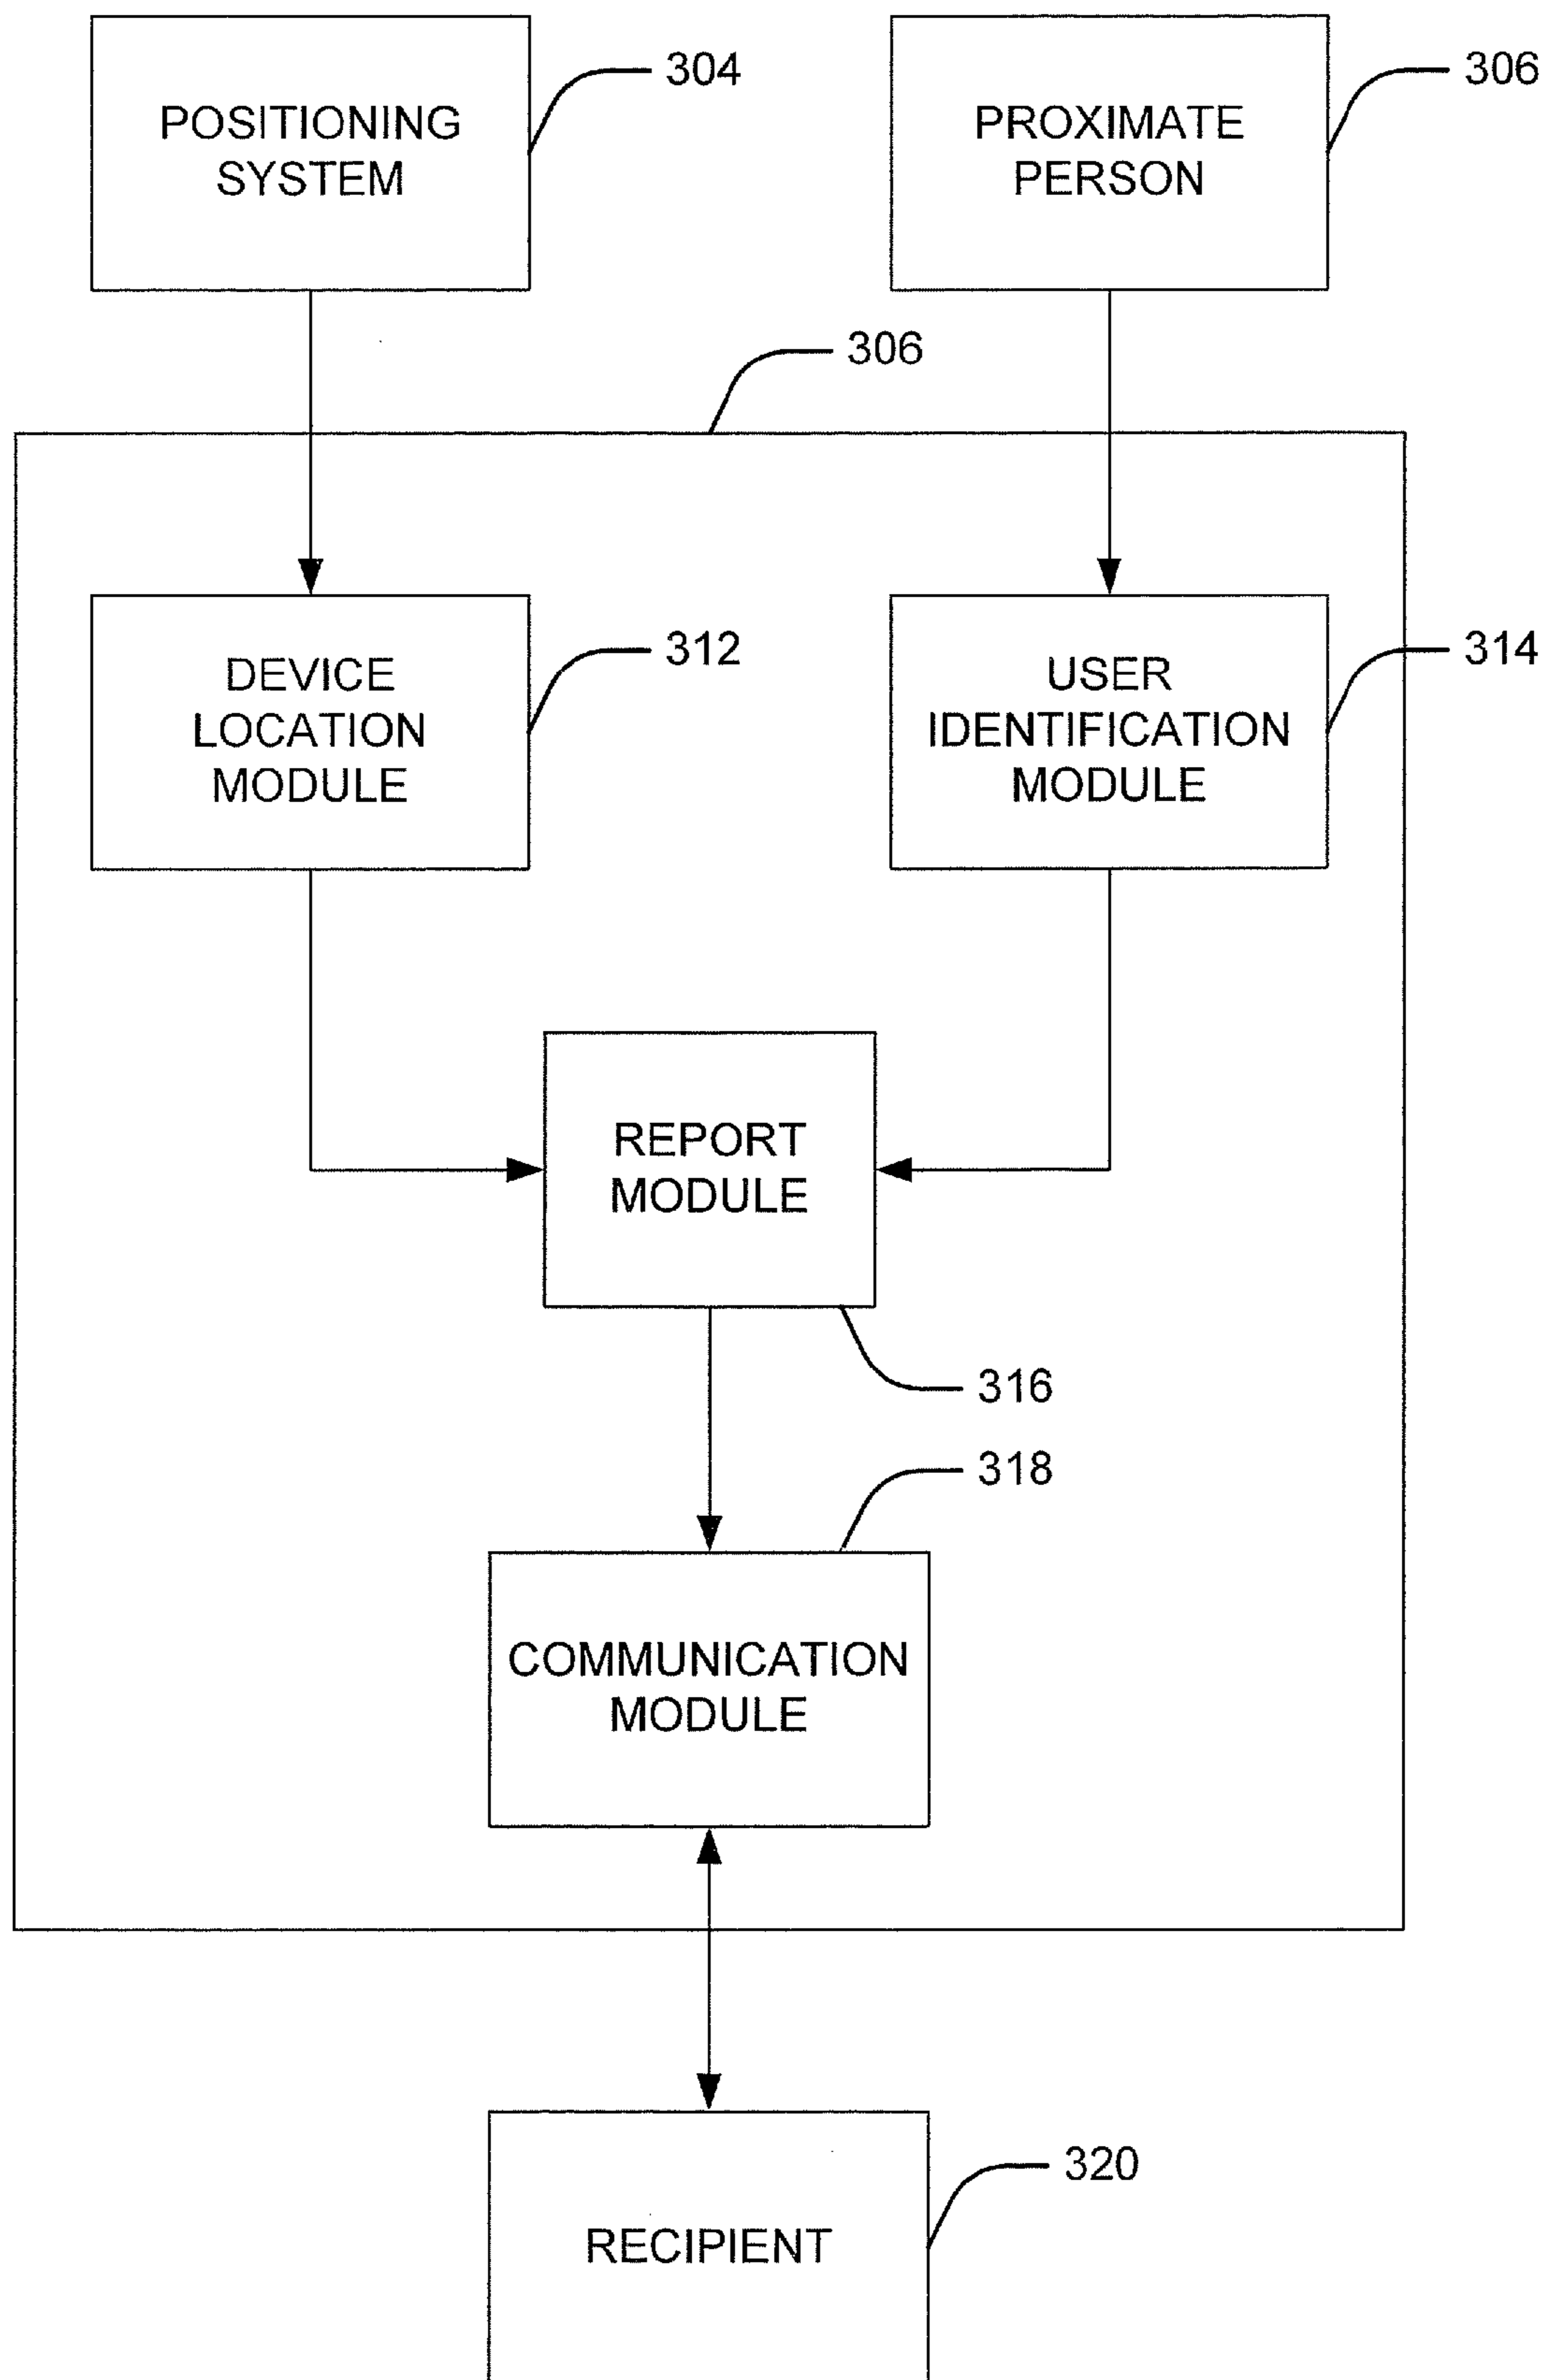 POSITIONING
SYSTEM
304
PROXIMATE
PERSON
306
306
DEVICE
LOCATION
MODULE
312
USER
IDENTIFICATION
MODULE
314
REPORT
MODULE
316
318
COMMUNICATION
MODULE
320
RECIPIENT